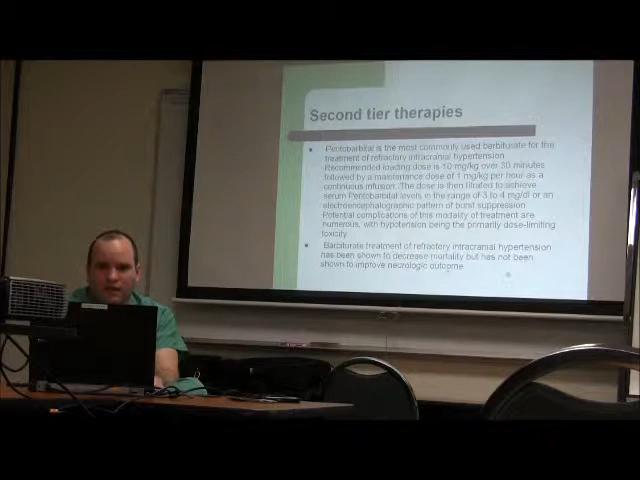 Second tier therapies
Pentobarbital is the most commonly used barbiturate for the
treatment of refractory intracranial hypertension
Recommended loading dose is 10 mg/kg over 30 minutes
followed by a maintenance dose of 1 mg/kg per hour as a
continuous infusion. The dose is then titrated to achieve
serum Pentobarbital levels in the range of 3 to 4 mg/dl or an
electroencephalographic pattern of burst suppression
Potential complications of this modality of treatment are
numerous, with hypotension being the primarily dose-limiting
toxicity
Barbiturate treatment of refractory intracranial hypertension
has been shown to decrease mortality but has not been
shown to improve neurologic outcome